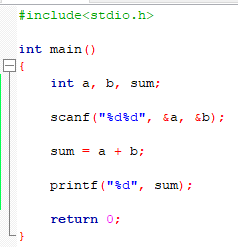 #include<stdio.h>
int main()
{
int a, b, sum;
scanf("%d%d", &a, &b);
sum = a + b;
printf("%d", sum);
return 0;
}